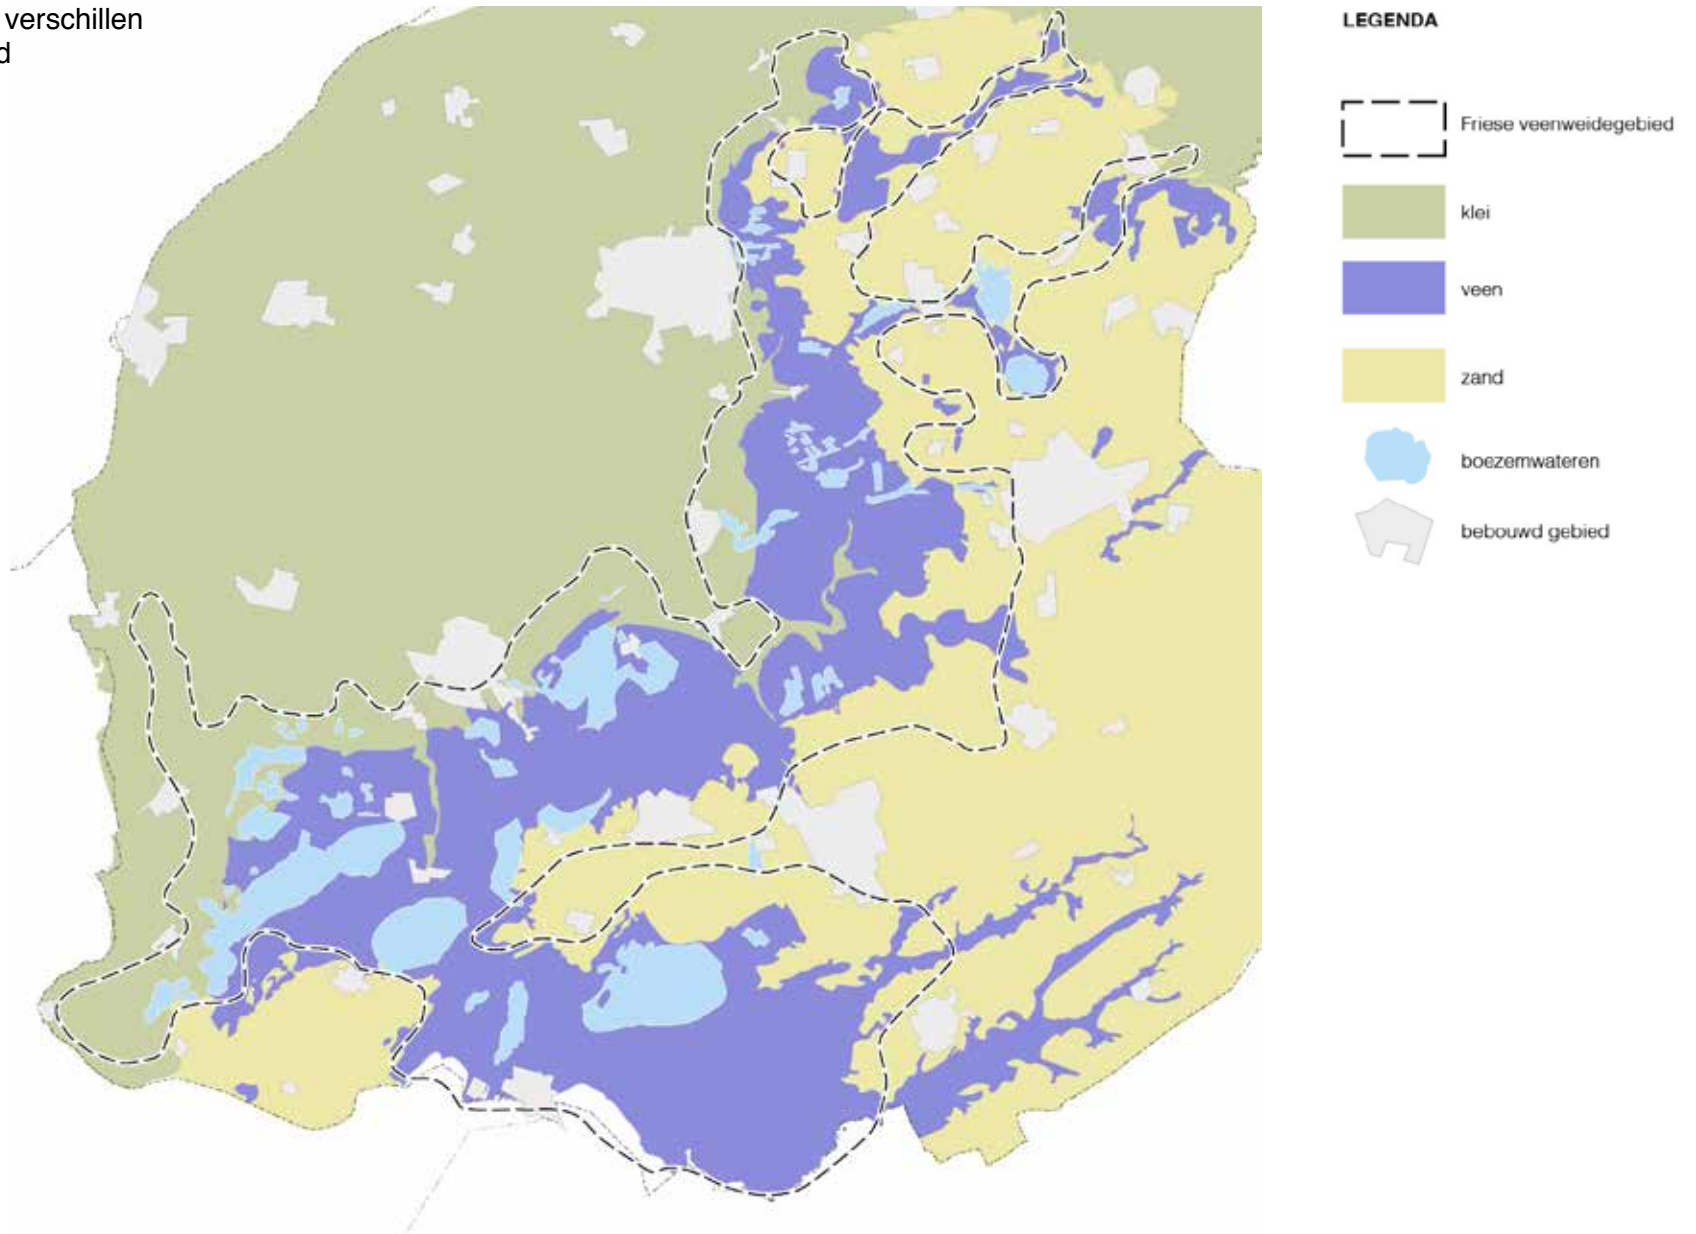 verschillen
d
LEGENDA
Friese veenweidegebied
klei
veen
zand
boezemwateren
bebouwd gebied